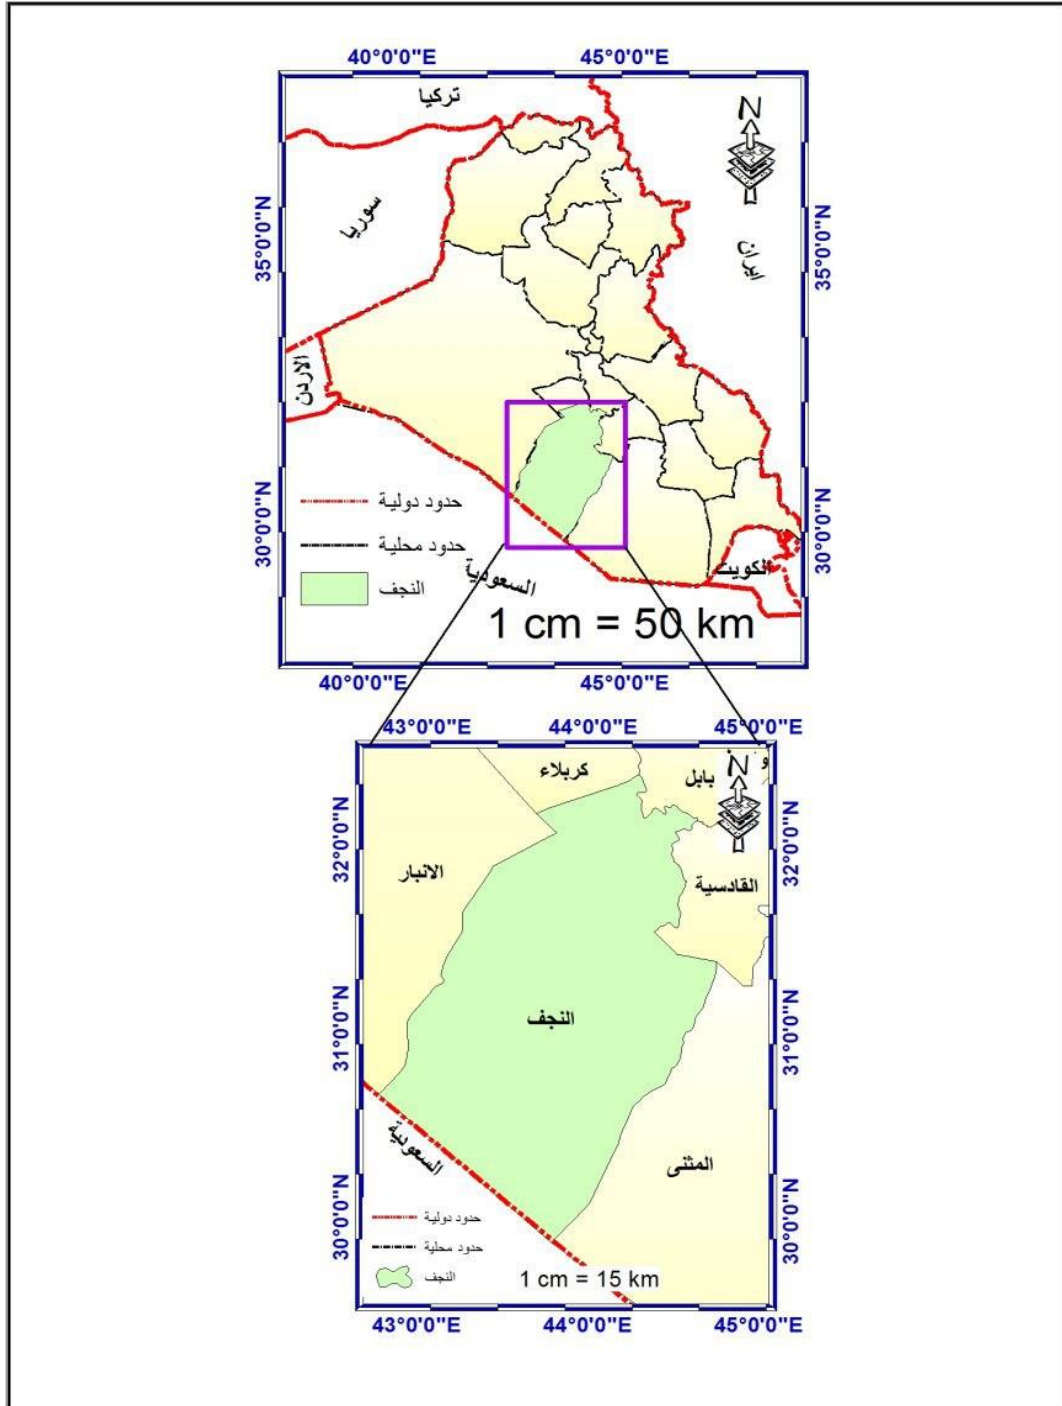 40°0'0"E 45°0'0"E
N
تركيا
سوريا
ايران
35°0'0"N 35°0'0"N
الاردن
30°0'0"N 30°0'0"N
حدود دولية
حدود محلية
النجف
السعودية
الكويت
1 cm = 50 km
40°0'0"E 45°0'0"E
43°0'0"E 44°0'0"E 45°0'0"E
N
كربلاء
بابل
و
32°0'0"N 32°0'0"N
الانبار
القادسية
النجف
31°0'0"N 31°0'0"N
السعودية
المثنى
30°0'0"N 30°0'0"N
حدود دولية
حدود محلية
النجف
1 cm = 15 km
43°0'0"E 44°0'0"E 45°0'0"E